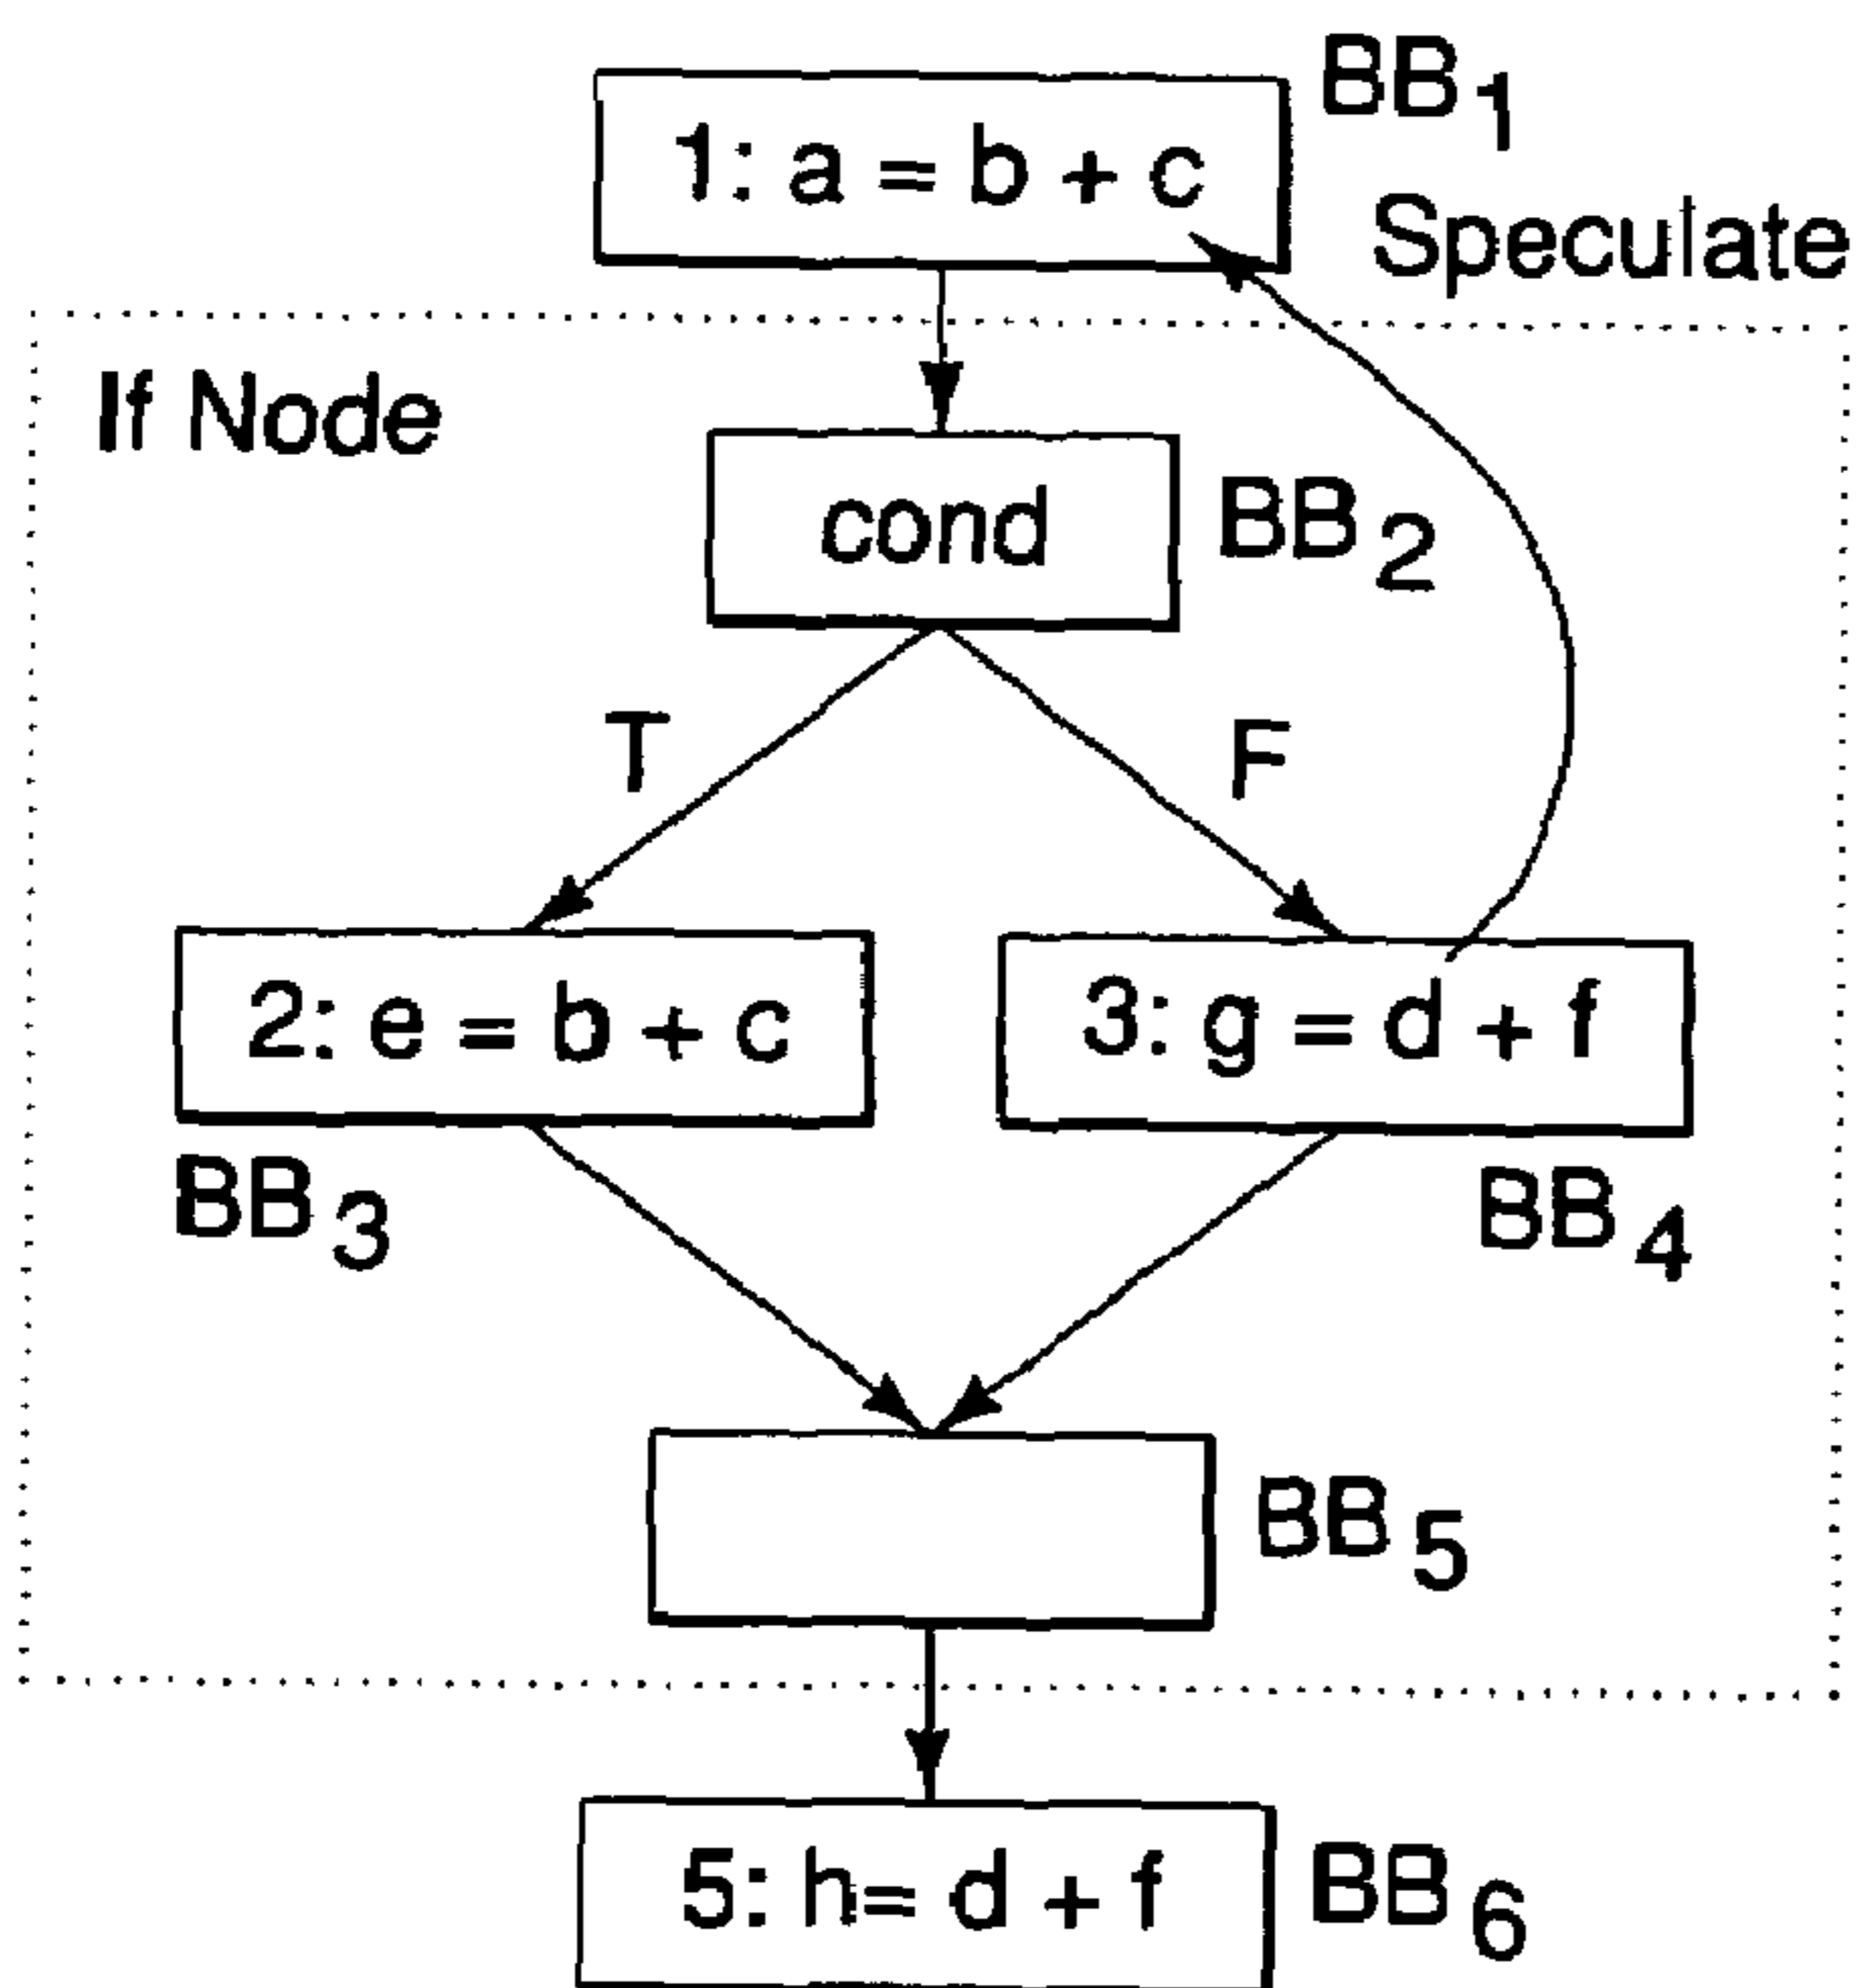 BB1
1: a = b + c
Speculate
If Node
cond
BB2
T
F
2: e = b + c
3: g = d + f
BB3
BB4
BB5
5: h= d + f
BB6